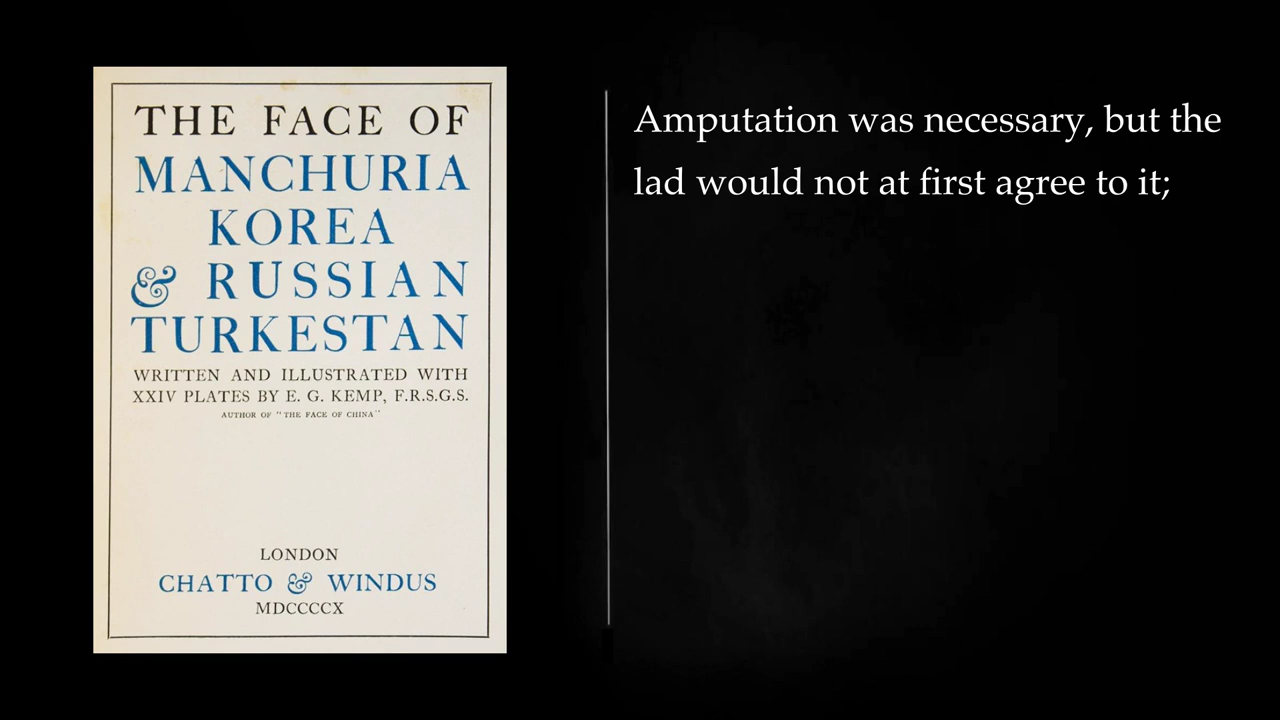 THE FACE OF
MANCHURIA
KOREA
& RUSSIAN
TURKESTAN
WRITTEN AND ILLUSTRATED WITH
XXIV PLATES BY E. G. KEMP, F.R.S.G.S.
AUTHOR OF "THE FACE OF CHINA"
LONDON
CHATTO & WINDUS
MDCCCCX
Amputation was necessary, but the
lad would not at first agree to it;